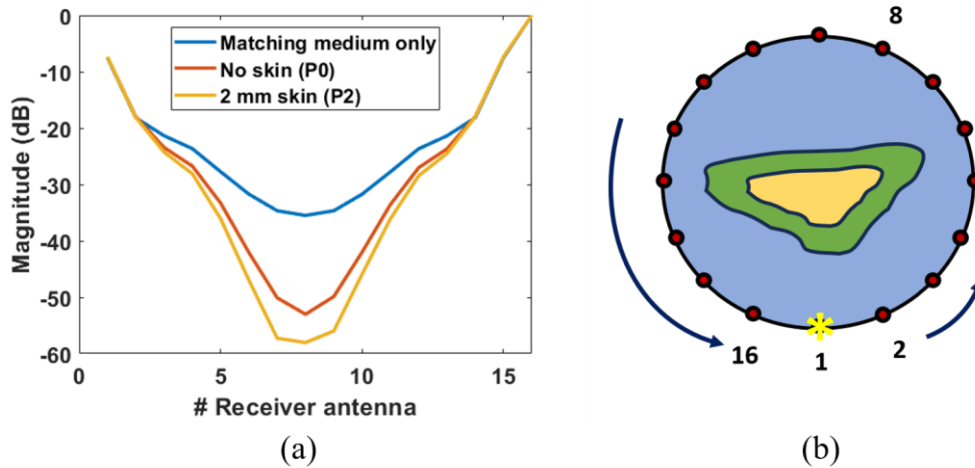 0
-10
-20
-30
-40
-50
-60
Magnitude (dB)
Matching medium only
No skin (P0)
2 mm skin (P2)
0
5
10
15
# Receiver antenna
(a)
8
16
1
2
(b)